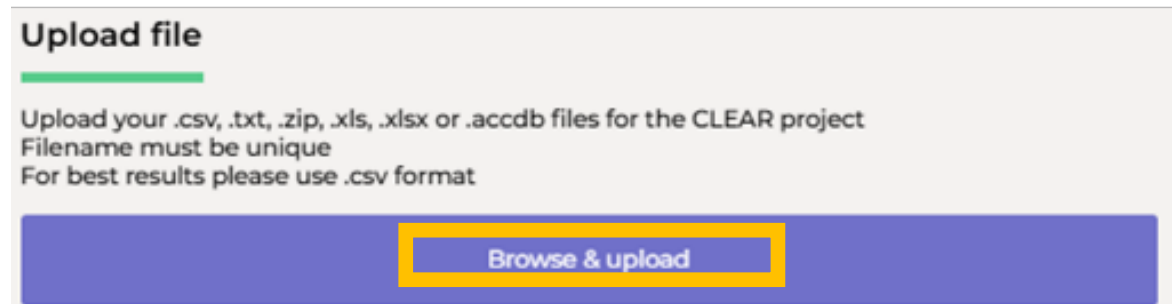 Upload file
Upload your .csv, .txt, .zip, .xls, .xlsx or .accdb files for the CLEAR project
Filename must be unique
For best results please use .csv format
Browse & upload